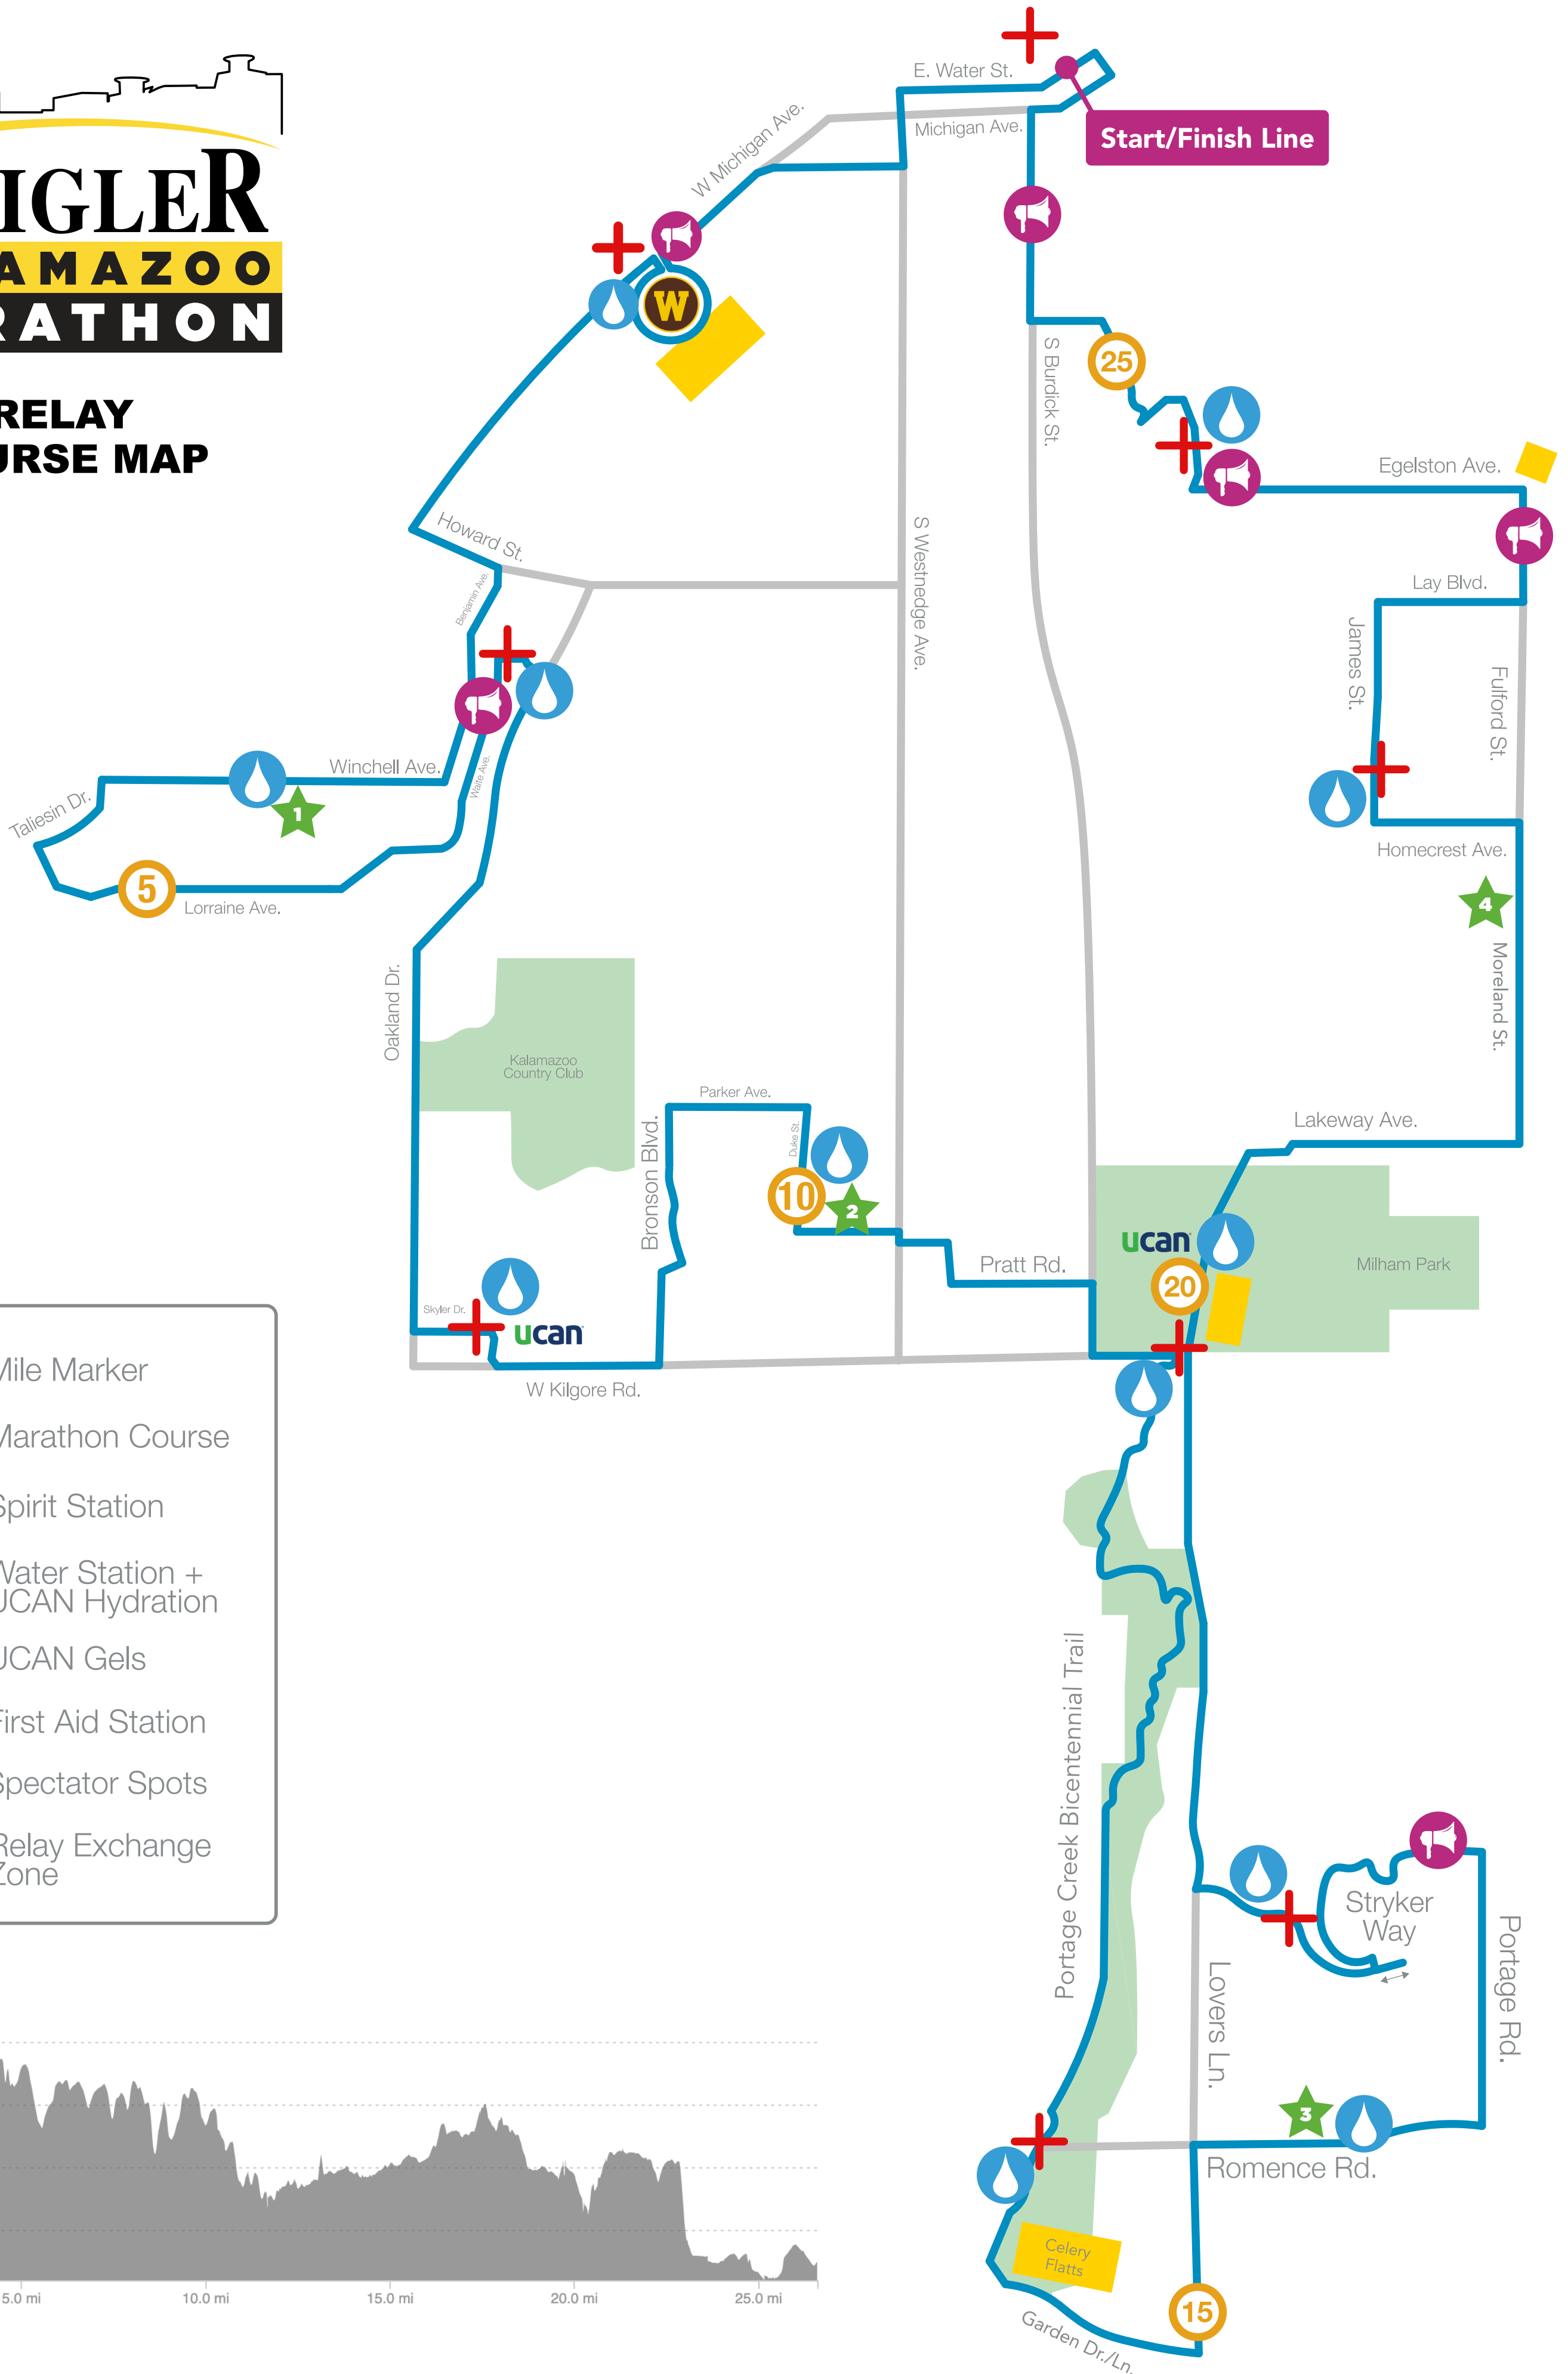 IGLER
AMAZOO
RATHON
RELAY
URSE MAP
E. Water St.
Michigan Ave.
W Michigan Ave.
Start/Finish Line
W
25
S Burdick St.
Egelston Ave.
Howard St.
S Westnedge Ave.
Benjamin Ave.
Lay Blvd.
James St.
Fulford St.
Winchell Ave.
Waite Ave.
Taliesin Dr.
1
5
Lorraine Ave.
Homecrest Ave.
4
Moreland St.
Oakland Dr.
Kalamazoo
Country Club
Parker Ave.
Bronson Blvd.
Duke St.
10
2
Lakeway Ave.
ucan
20
Milham Park
Pratt Rd.
Skyler Dr.
ucan
W Kilgore Rd.
Mile Marker
Marathon Course
Spirit Station
Water Station +
UCAN Hydration
UCAN Gels
First Aid Station
Spectator Spots
Relay Exchange
Zone
Portage Creek Bicentennial Trail
Stryker
Way
Portage Rd.
Lovers Ln.
3
Romence Rd.
Celery
Flatts
15
Garden Dr./Ln.
5.0 mi
10.0 mi
15.0 mi
20.0 mi
25.0 mi